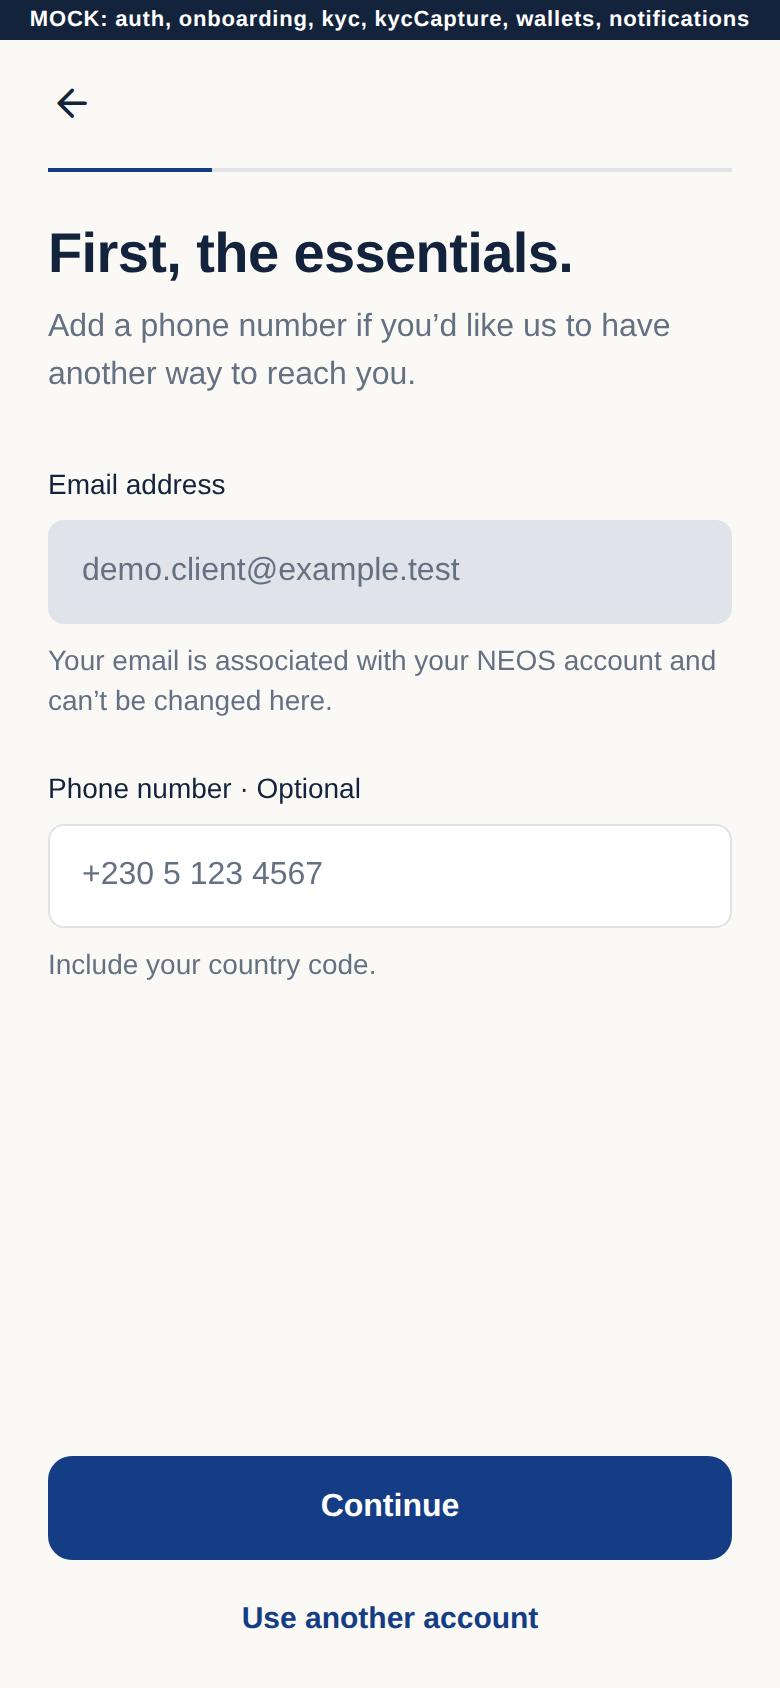 MOCK: auth, onboarding, kyc, kycCapture, wallets, notifications
First, the essentials.
Add a phone number if you’d like us to have
another way to reach you.
Email address
demo.client@example.test
Your email is associated with your NEOS account and
can’t be changed here.
Phone number · Optional
+230 5 123 4567
Include your country code.
Continue
Use another account